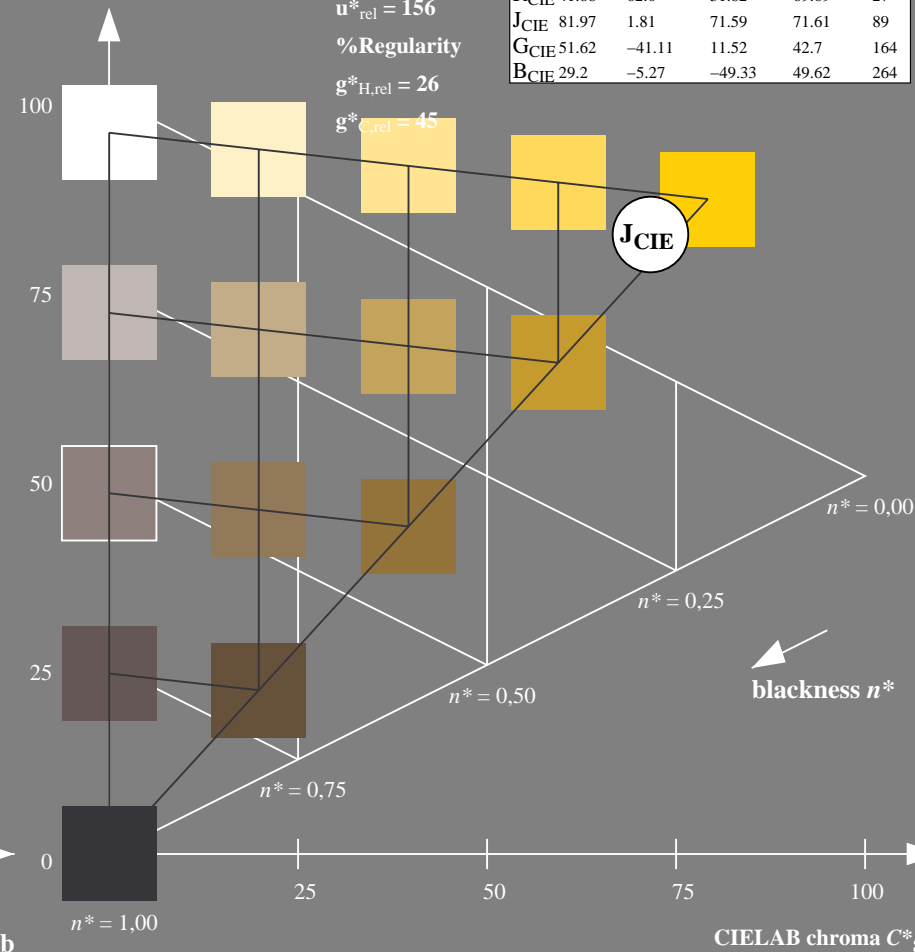 u*rel = 156
%Regularity
g*H,rel = 26
g*C,rel = 45
JCIE 81.97 1.81 71.59 71.61 89
GCIE 51.62 –41.11 11.52 42.7 164
BCIE 29.2 –5.27 –49.33 49.62 264
100
75
50
25
0
JCIE
n* = 0,00
n* = 0,25
blackness n*
n* = 0,50
n* = 0,75
n* = 1,00
25 50 75 100
b
CIELAB chroma C*